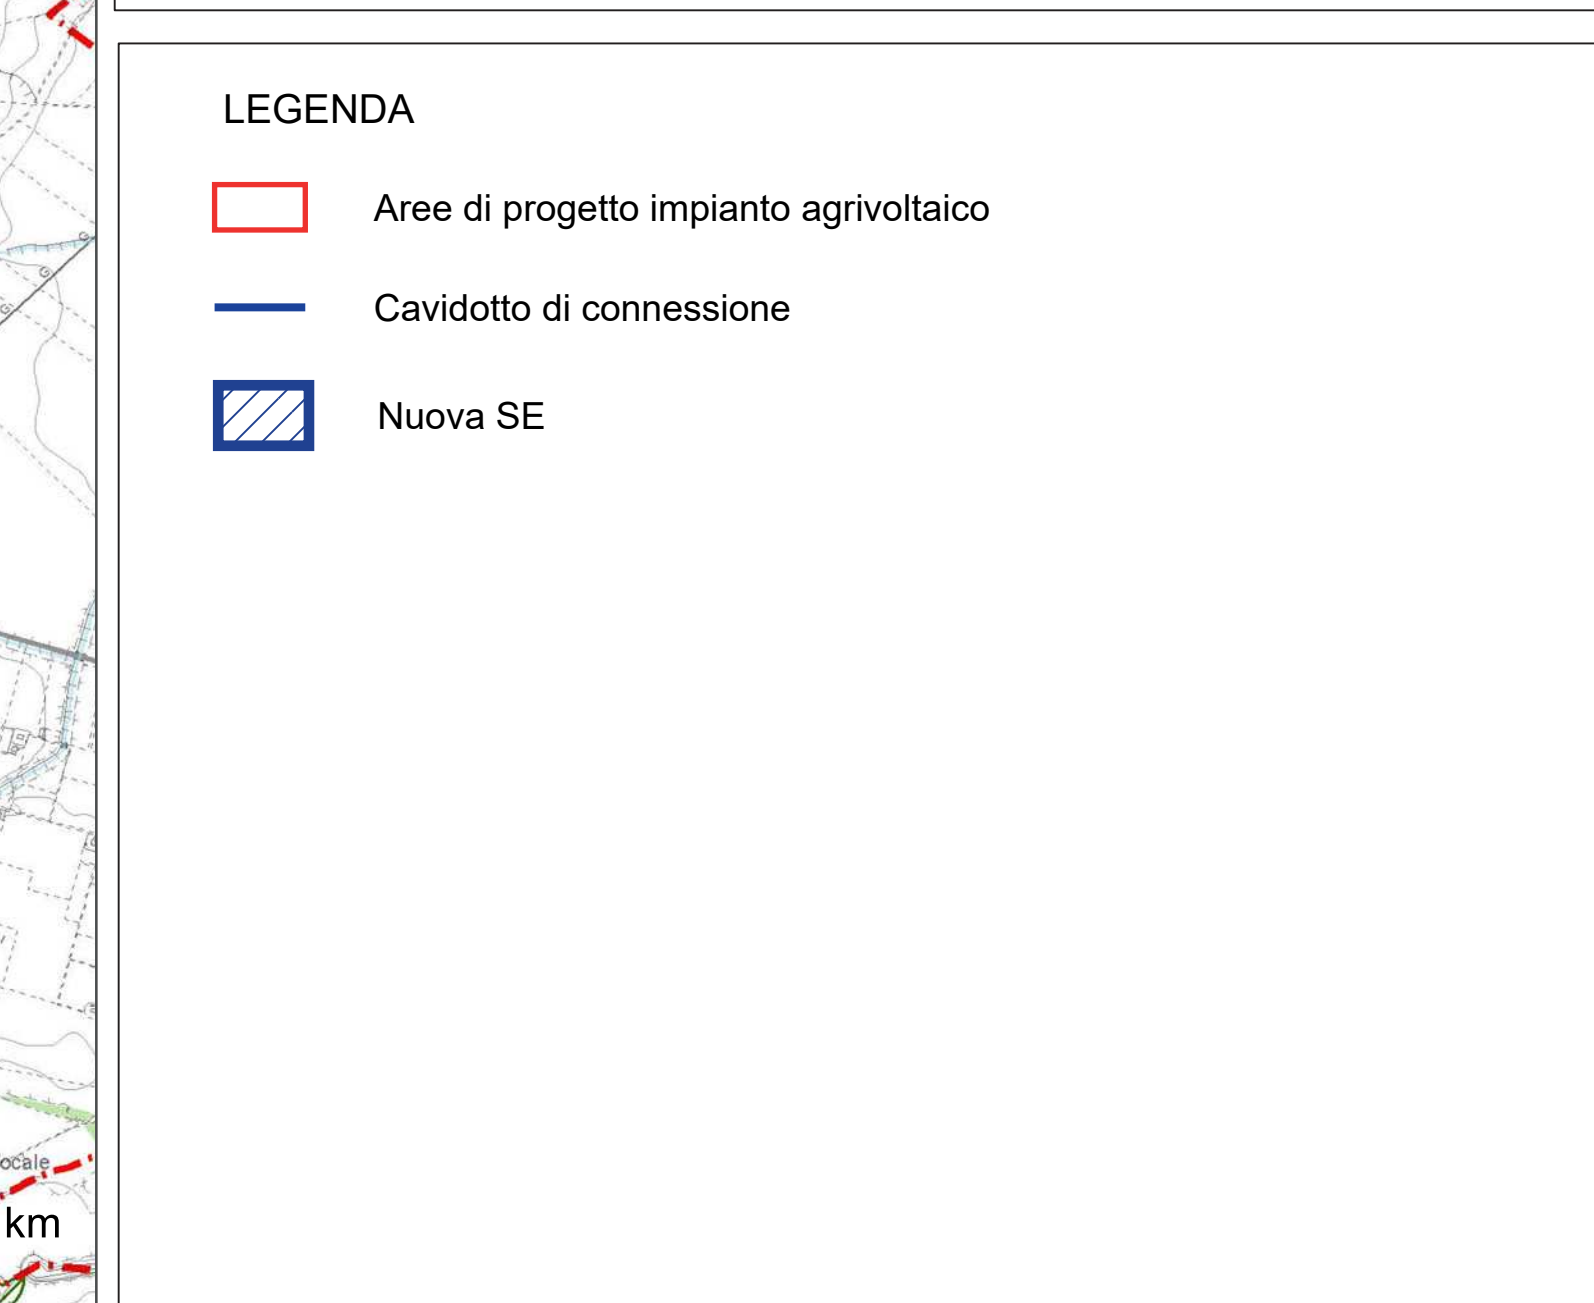 LEGENDA
Aree di progetto impianto agrivoltaico
Cavidotto di connessione
Nuova SE
G
G
G
ocale
km